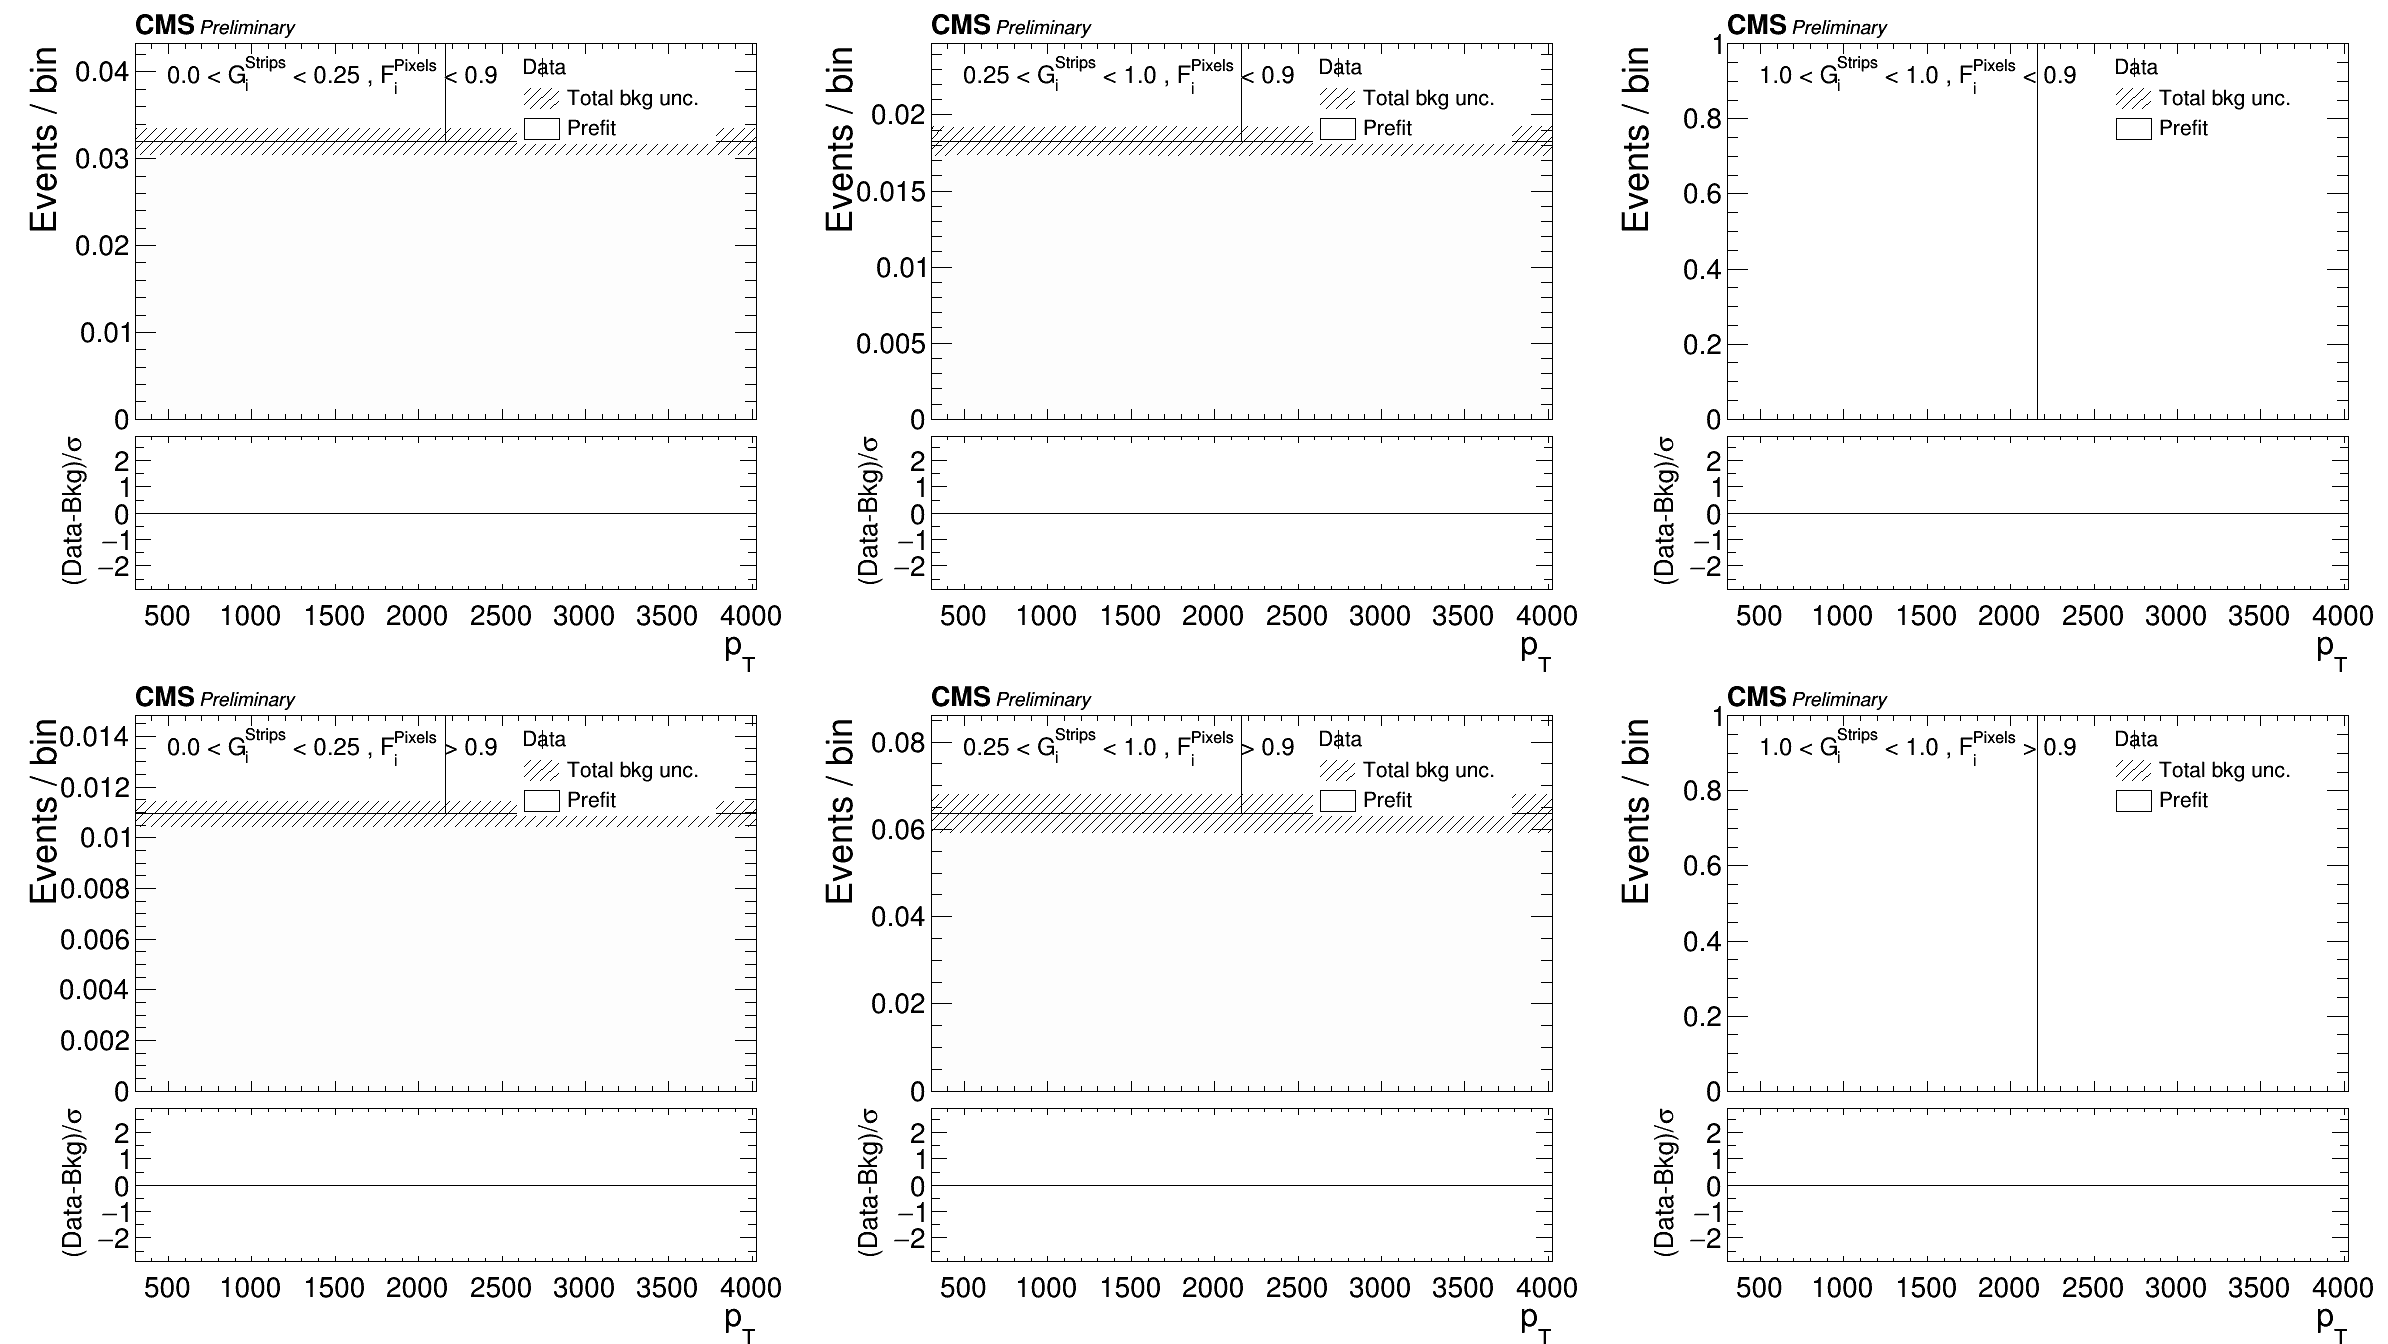 CMS Preliminary
Events / bin
0.0 < G_i^Strips < 0.25 , F_i^Pixels < 0.9
Data
Total bkg unc.
Prefit
0.04
0.03
0.02
0.01
0
(Data-Bkg)/σ
2
1
0
−1
−2
500 1000 1500 2000 2500 3000 3500 4000
p_T
CMS Preliminary
Events / bin
0.25 < G_i^Strips < 1.0 , F_i^Pixels < 0.9
Data
Total bkg unc.
Prefit
0.02
0.015
0.01
0.005
0
(Data-Bkg)/σ
2
1
0
−1
−2
500 1000 1500 2000 2500 3000 3500 4000
p_T
CMS Preliminary
Events / bin
1.0 < G_i^Strips < 1.0 , F_i^Pixels < 0.9
Data
Total bkg unc.
Prefit
1
0.8
0.6
0.4
0.2
0
(Data-Bkg)/σ
2
1
0
−1
−2
500 1000 1500 2000 2500 3000 3500 4000
p_T
CMS Preliminary
Events / bin
0.0 < G_i^Strips < 0.25 , F_i^Pixels > 0.9
Data
Total bkg unc.
Prefit
0.014
0.012
0.01
0.008
0.006
0.004
0.002
0
(Data-Bkg)/σ
2
1
0
−1
−2
500 1000 1500 2000 2500 3000 3500 4000
p_T
CMS Preliminary
Events / bin
0.25 < G_i^Strips < 1.0 , F_i^Pixels > 0.9
Data
Total bkg unc.
Prefit
0.08
0.06
0.04
0.02
0
(Data-Bkg)/σ
2
1
0
−1
−2
500 1000 1500 2000 2500 3000 3500 4000
p_T
CMS Preliminary
Events / bin
1.0 < G_i^Strips < 1.0 , F_i^Pixels > 0.9
Data
Total bkg unc.
Prefit
1
0.8
0.6
0.4
0.2
0
(Data-Bkg)/σ
2
1
0
−1
−2
500 1000 1500 2000 2500 3000 3500 4000
p_T